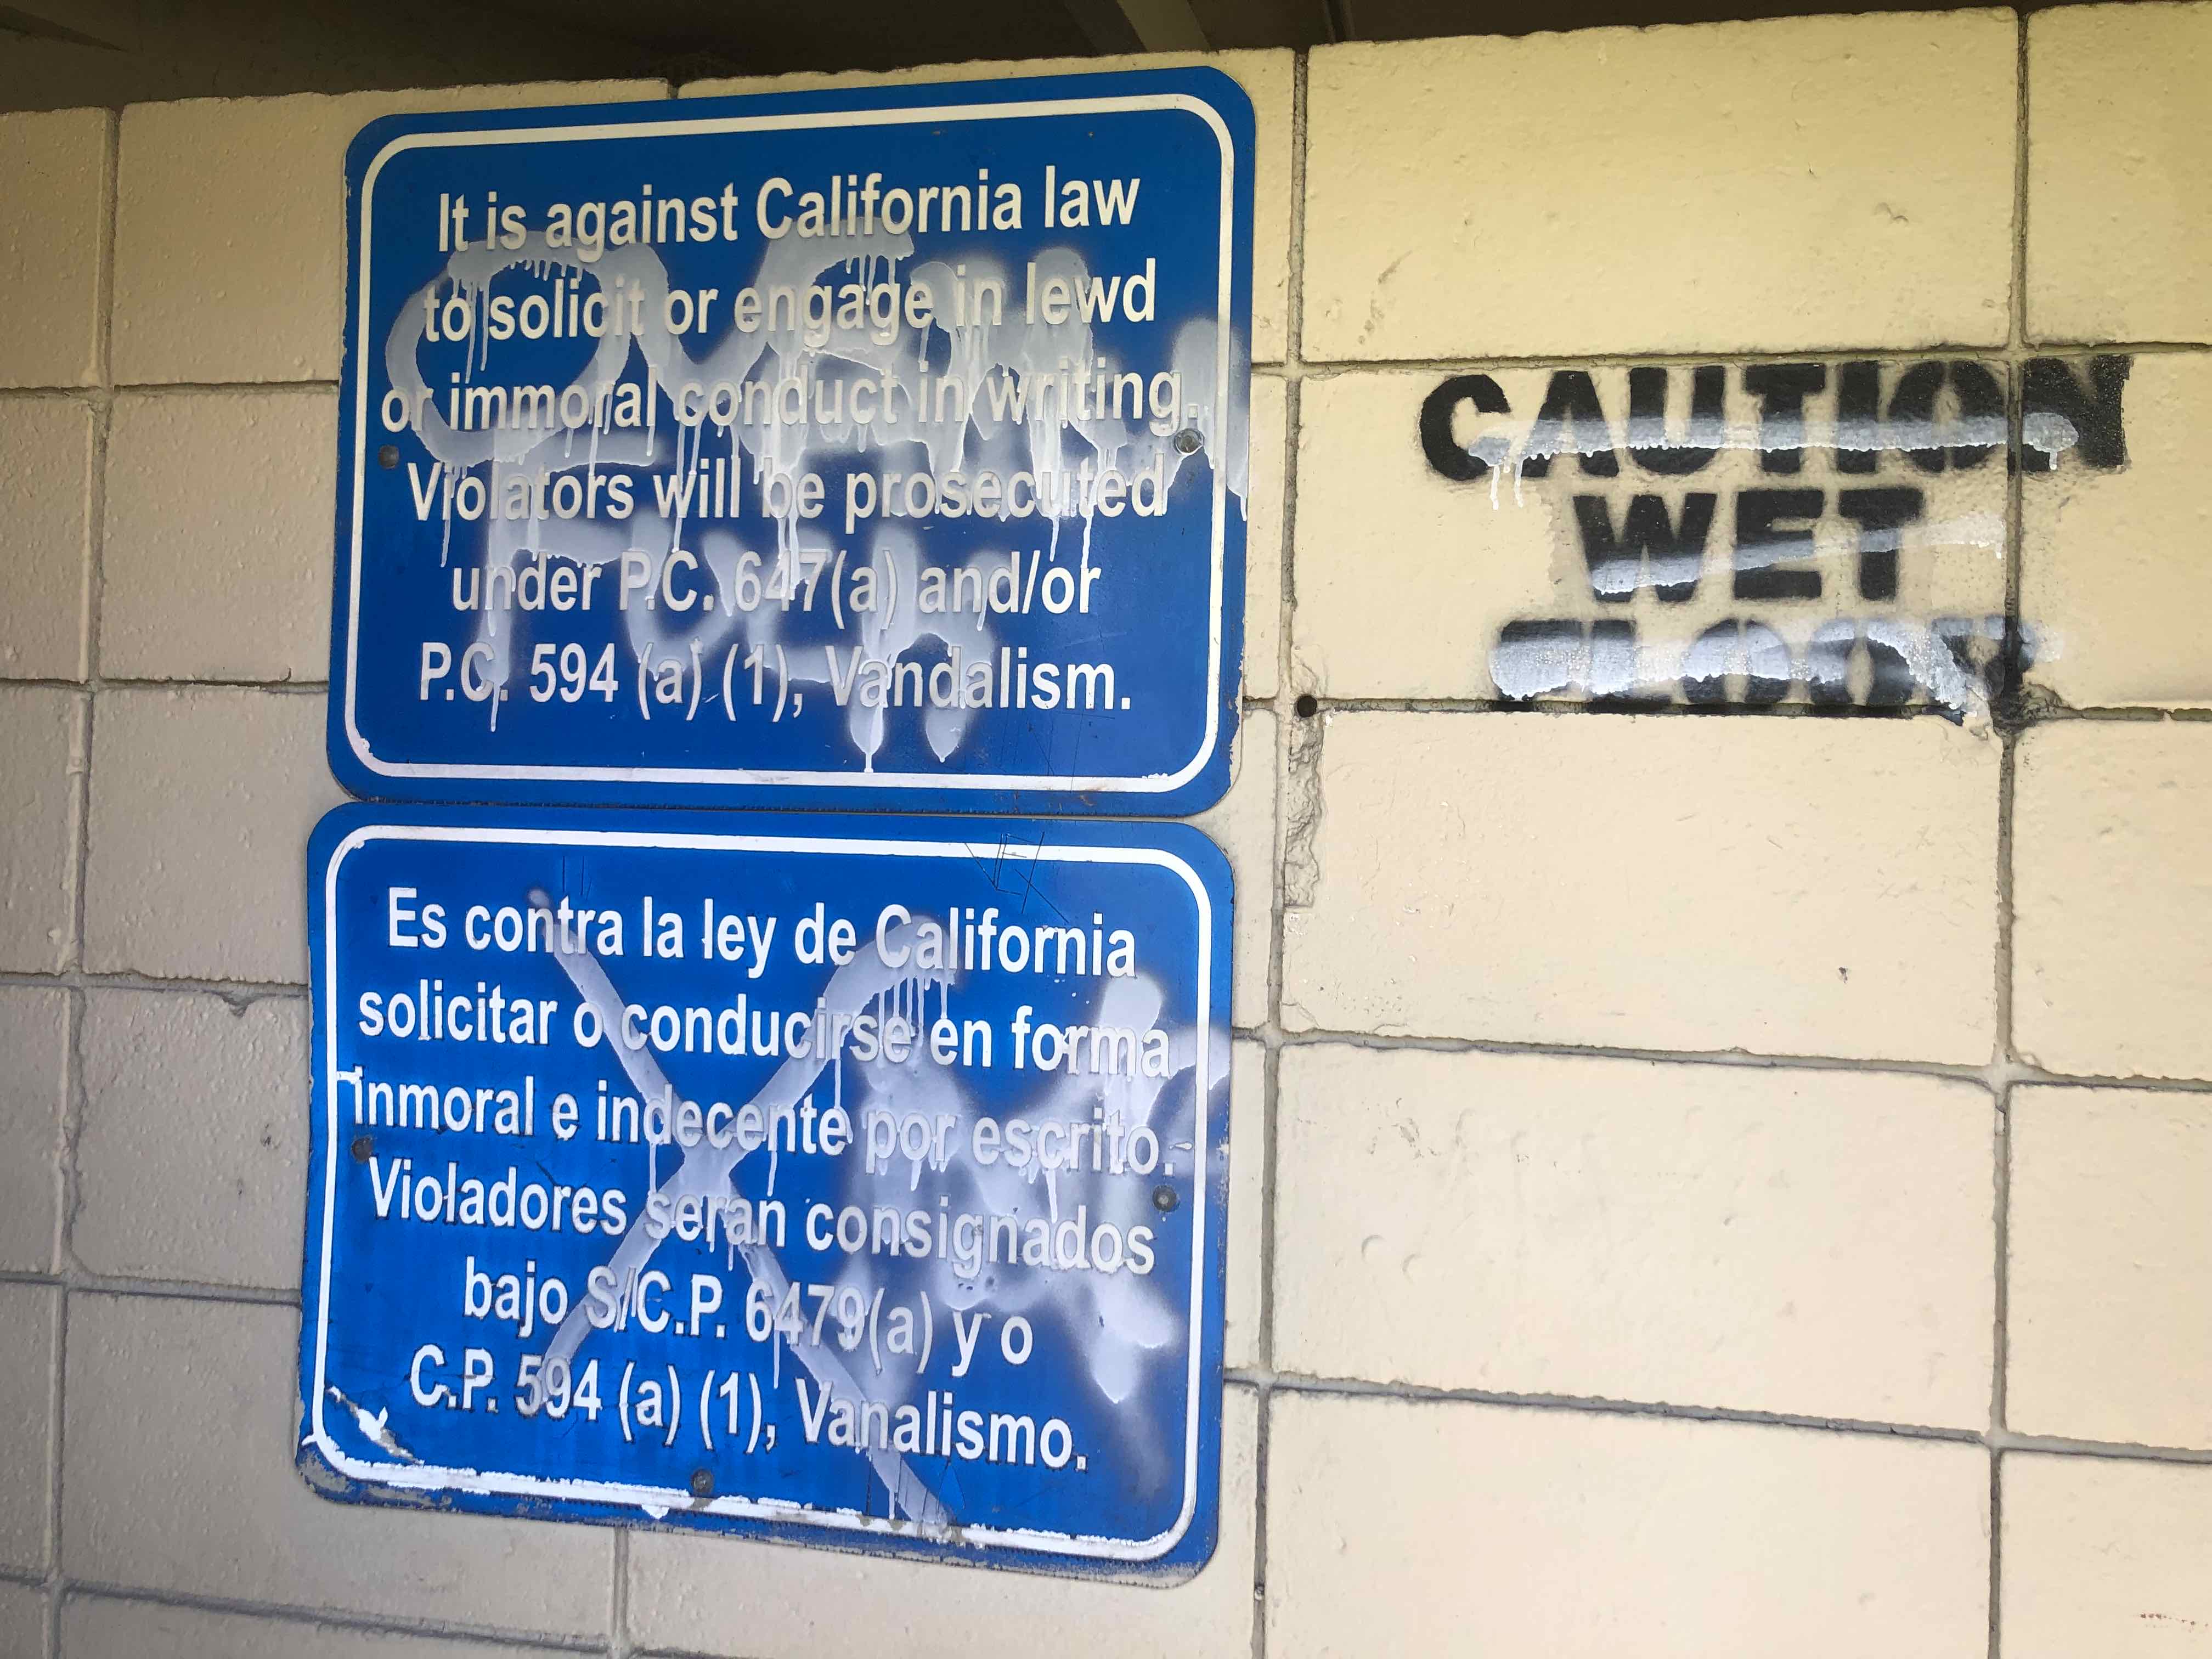 It is against California law
to solicit or engage in lewd
or immoral conduct in writing.
Violators will be prosecuted
under P.C. 647(a) and/or
P.C. 594 (a) (1), Vandalism.
Es contra la ley de California
solicitar o conducirse en forma
inmoral e indecente por escrito.
Violadores seran consignados
bajo S/C.P. 6479(a) y o
C.P. 594 (a) (1), Vanalismo.
CAUTION
WET
FLOOR